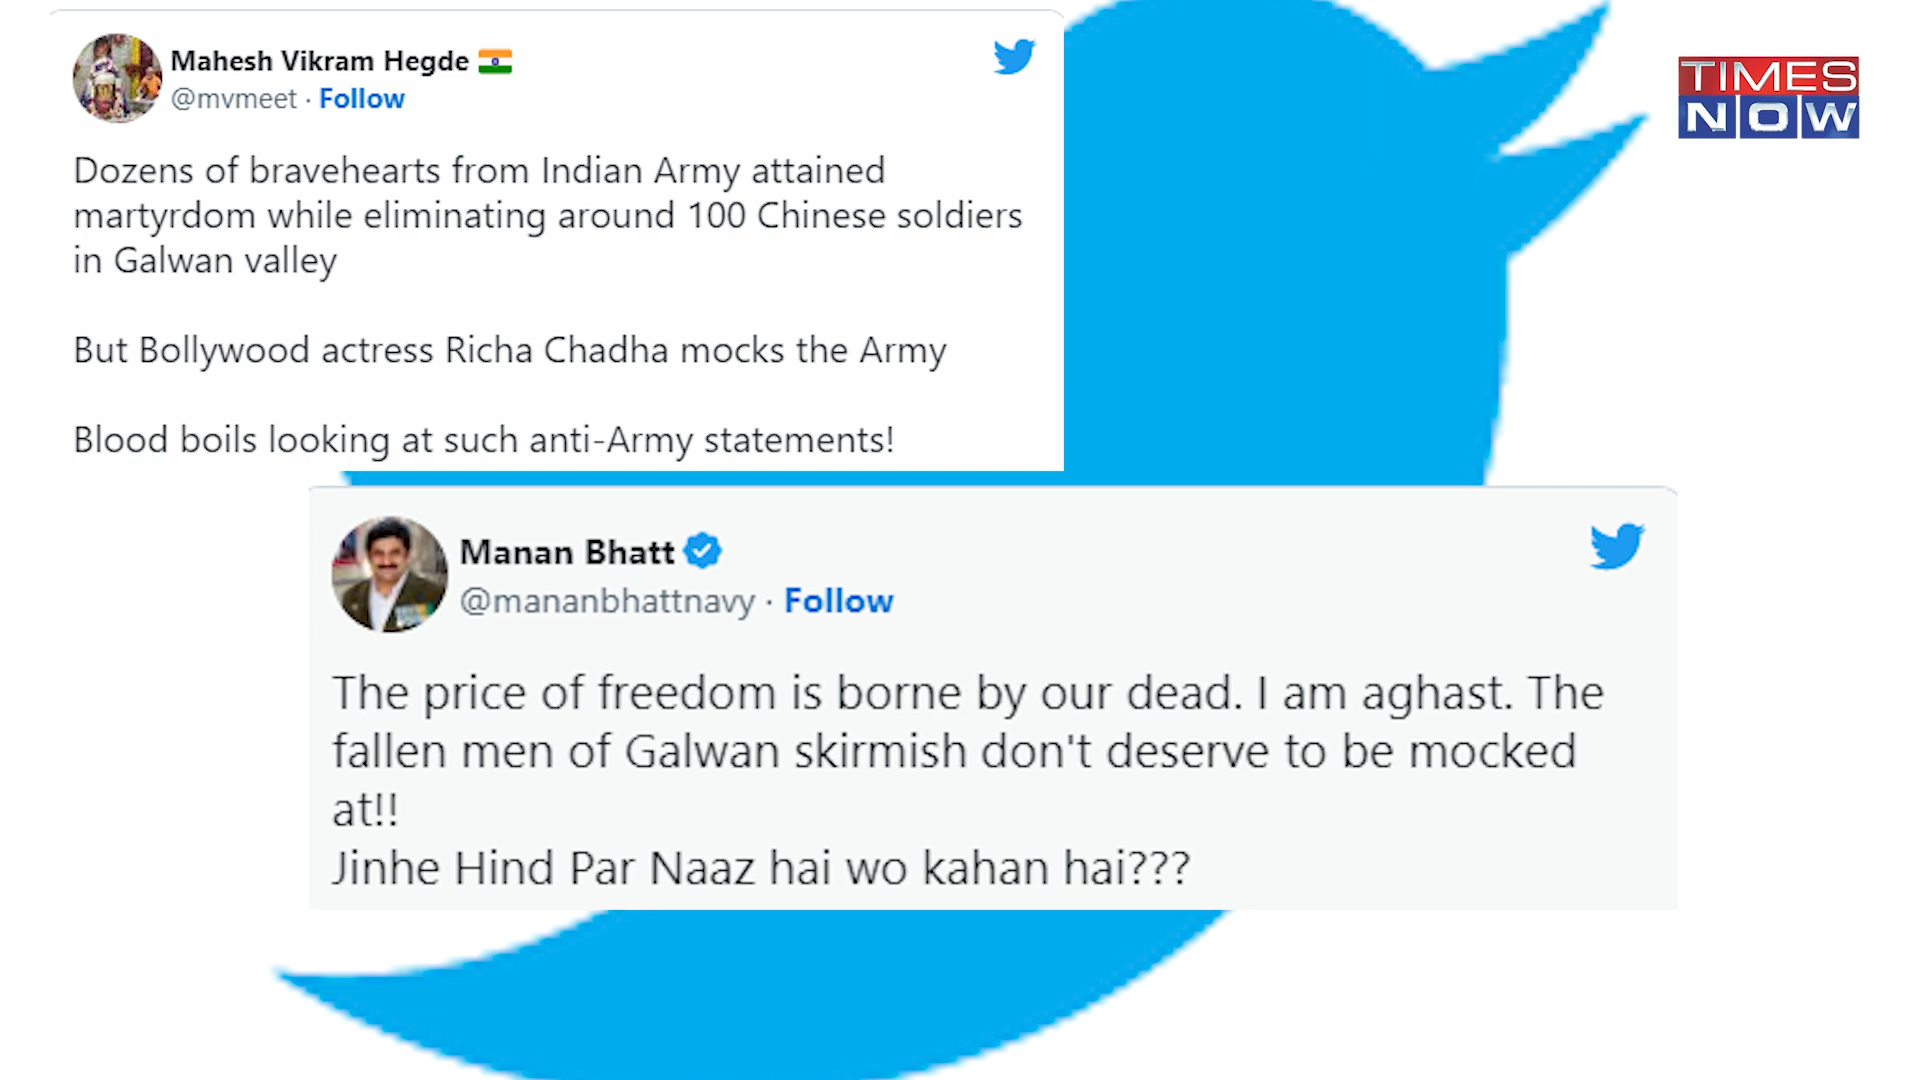 Mahesh Vikram Hegde
@mvmeet · Follow
Dozens of bravehearts from Indian Army attained
martyrdom while eliminating around 100 Chinese soldiers
in Galwan valley
But Bollywood actress Richa Chadha mocks the Army
Blood boils looking at such anti-Army statements!
TIMES
NOW
Manan Bhatt
@mananbhattnavy · Follow
The price of freedom is borne by our dead. I am aghast. The
fallen men of Galwan skirmish don't deserve to be mocked
at!!
Jinhe Hind Par Naaz hai wo kahan hai???